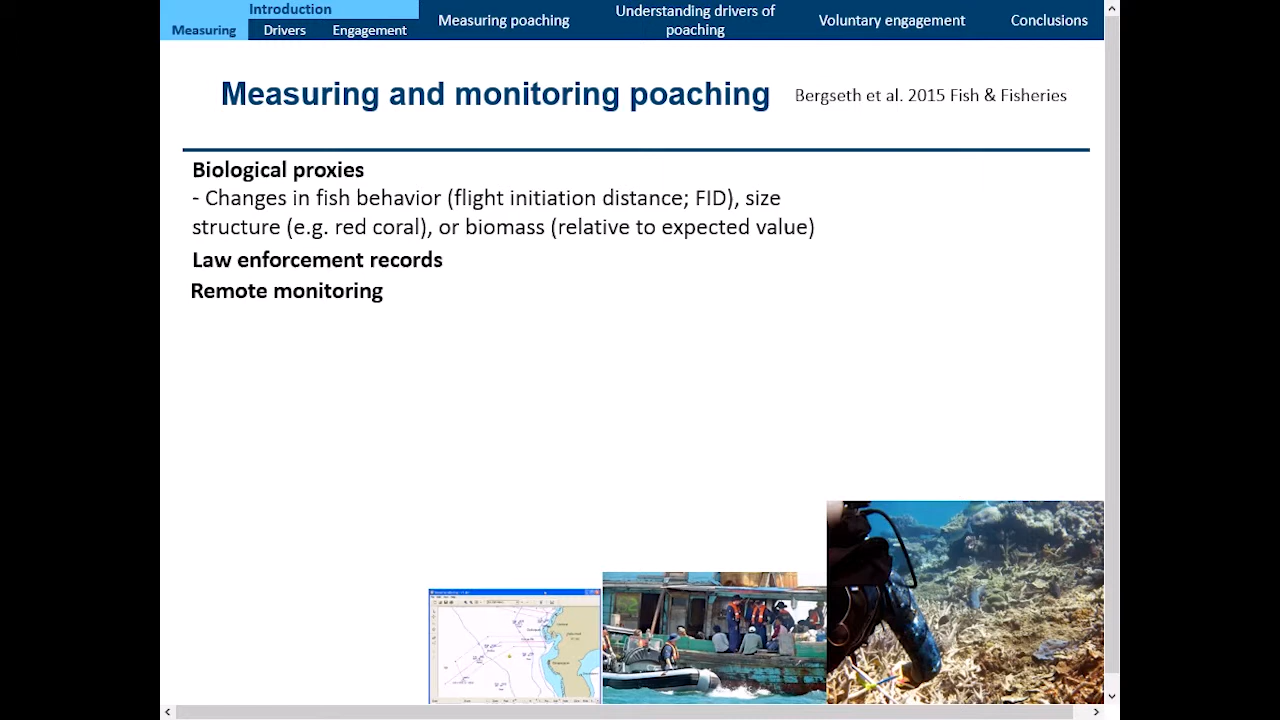 Introduction
Measuring
Drivers
Engagement
Measuring poaching
Understanding drivers of
poaching
Voluntary engagement
Conclusions
Measuring and monitoring poaching
Bergseth et al. 2015 Fish & Fisheries
Biological proxies
- Changes in fish behavior (flight initiation distance; FID), size
structure (e.g. red coral), or biomass (relative to expected value)
Law enforcement records
Remote monitoring